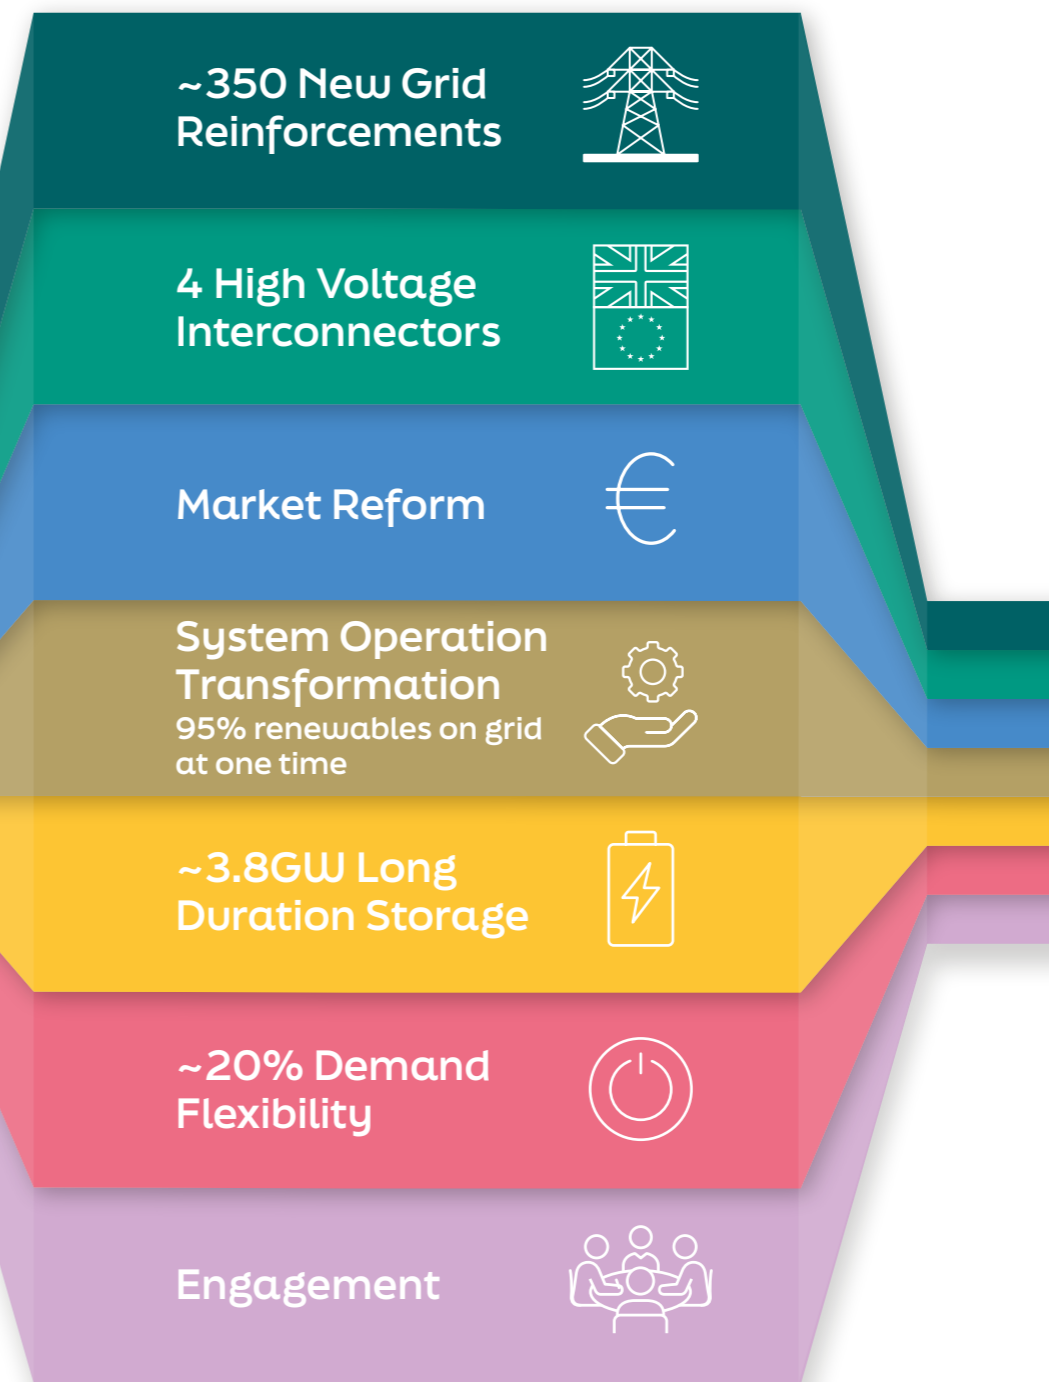 ~350 New Grid
Reinforcements
4 High Voltage
Interconnectors
Market Reform
System Operation
Transformation
95% renewables on grid
at one time
~3.8GW Long
Duration Storage
~20% Demand
Flexibility
Engagement